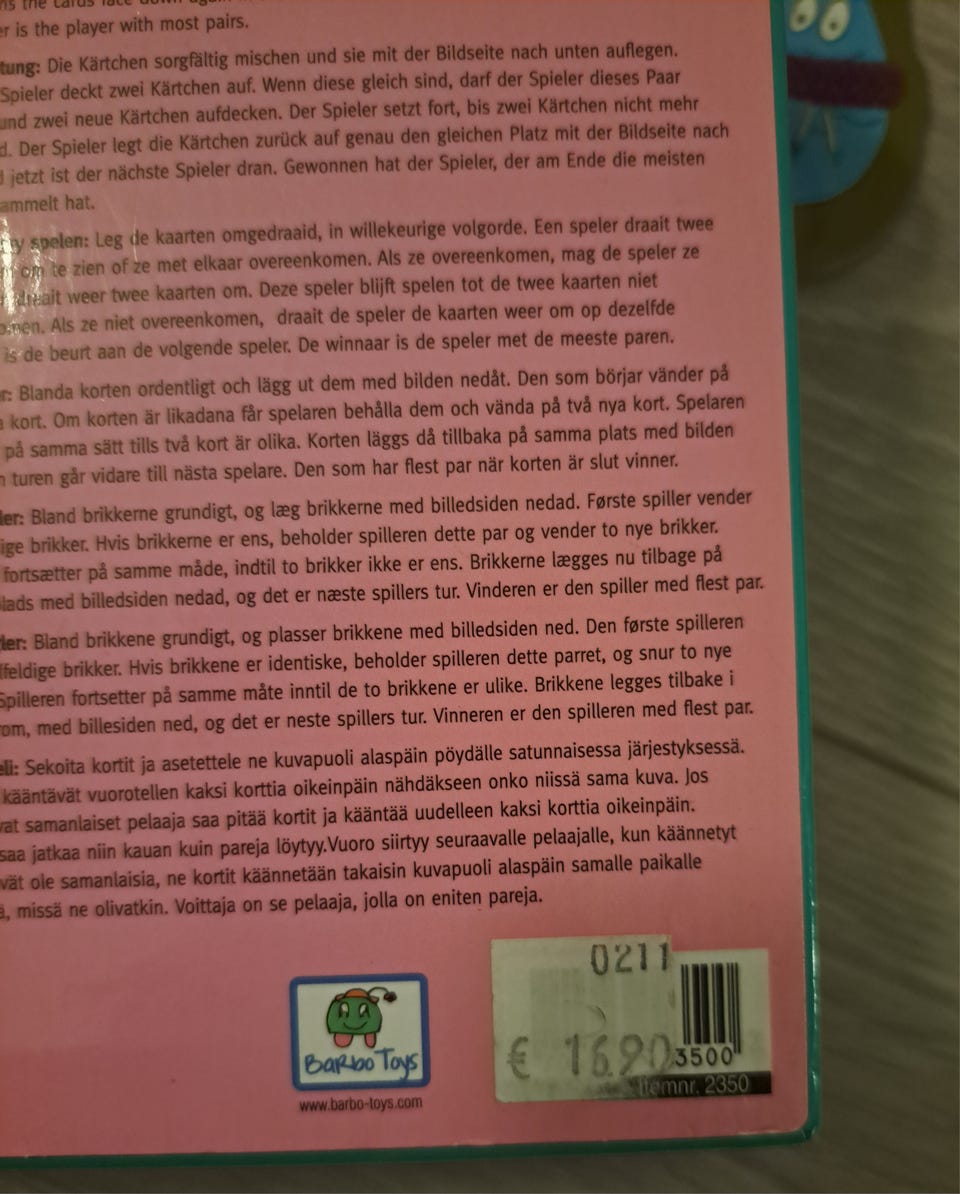 the cards face down again
is the player with most pairs.
tung: Die Kärtchen sorgfältig mischen und sie mit der Bildseite nach unten auflegen.
Spieler deckt zwei Kärtchen auf. Wenn diese gleich sind, darf der Spieler dieses Paar
und zwei neue Kärtchen aufdecken. Der Spieler setzt fort, bis zwei Kärtchen nicht mehr
d. Der Spieler legt die Kärtchen zurück auf genau den gleichen Platz mit der Bildseite nach
jetzt ist der nächste Spieler dran. Gewonnen hat der Spieler, der am Ende die meisten
ammelt hat.
y spelen: Leg de kaarten omgedraaid, in willekeurige volgorde. Een speler draait twee
om te zien of ze met elkaar overeenkomen. Als ze overeenkomen, mag de speler ze
draait weer twee kaarten om. Deze speler blijft spelen tot de twee kaarten niet
omen. Als ze niet overeenkomen, draait de speler de kaarten weer om op dezelfde
is de beurt aan de volgende speler. De winnaar is de speler met de meeste paren.
r: Blanda korten ordentligt och lägg ut dem med bilden nedåt. Den som börjar vänder på
kort. Om korten är likadana får spelaren behålla dem och vända på två nya kort. Spelaren
på samma sätt tills två kort är olika. Korten läggs då tillbaka på samma plats med bilden
turen går vidare till nästa spelare. Den som har flest par när korten är slut vinner.
ler: Bland brikkerne grundigt, og læg brikkerne med billedsiden nedad. Første spiller vender
ige brikker. Hvis brikkerne er ens, beholder spilleren dette par og vender to nye brikker.
fortsætter på samme måde, indtil to brikker ikke er ens. Brikkerne lægges nu tilbage på
lads med billedsiden nedad, og det er næste spillers tur. Vinderen er den spiller med flest par.
ler: Bland brikkene grundigt, og plasser brikkene med billedsiden ned. Den første spilleren
lfeldige brikker. Hvis brikkene er identiske, beholder spilleren dette parret, og snur to nye
Spilleren fortsetter på samme måte inntil de to brikkene er ulike. Brikkene legges tilbake i
om, med billesiden ned, og det er neste spillers tur. Vinneren er den spilleren med flest par.
eli: Sekoita kortit ja asetettele ne kuvapuoli alaspäin pöydälle satunnaisessa järjestyksessä.
kääntävät vuorotellen kaksi korttia oikeinpäin nähdäkseen onko niissä sama kuva. Jos
vat samanlaiset pelaaja saa pitää kortit ja kääntää uudelleen kaksi korttia oikeinpäin.
saa jatkaa niin kauan kuin pareja löytyy.Vuoro siirtyy seuraavalle pelaajalle, kun käännetyt
vät ole samanlaisia, ne kortit käännetään takaisin kuvapuoli alaspäin samalle paikalle
ä, missä ne olivatkin. Voittaja on se pelaaja, jolla on eniten pareja.
0211
€ 16.90
3500
Itemnr. 2350
Barbo Toys
www.barbo-toys.com